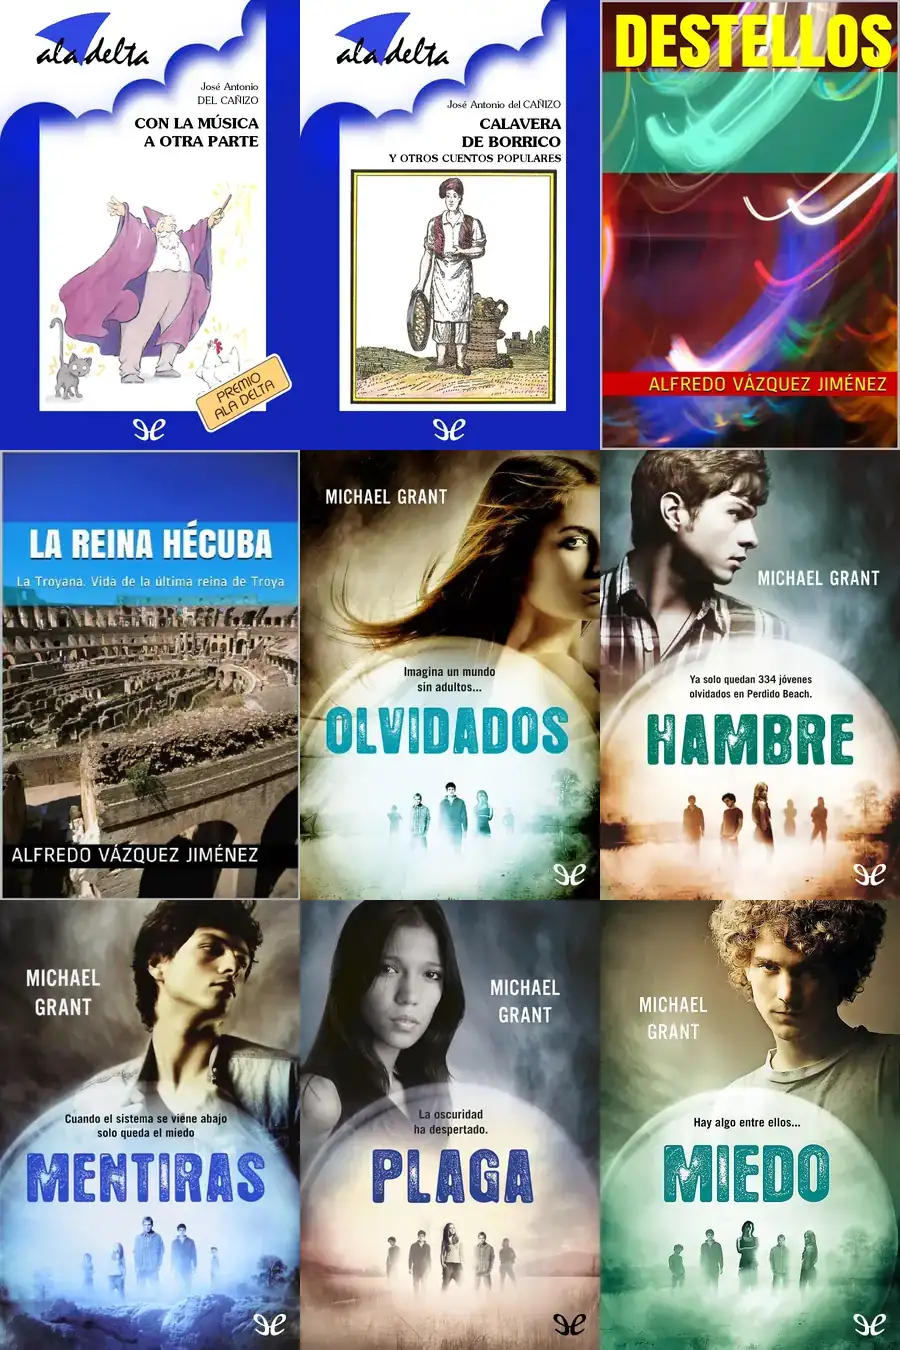 ala delta
José Antonio
DEL CAÑIZO
CON LA MÚSICA
A OTRA PARTE
PREMIO
ALA DELTA
ala delta
José Antonio del CAÑIZO
CALAVERA
DE BORRICO
Y OTROS CUENTOS POPULARES
DESTELLOS
ALFREDO VÁZQUEZ JIMÉNEZ
LA REINA HÉCUBA
La Troyana. Vida de la última reina de Troya
ALFREDO VÁZQUEZ JIMÉNEZ
MICHAEL GRANT
Imagina un mundo
sin adultos...
OLVIDADOS
MICHAEL GRANT
Ya solo quedan 334 jóvenes
olvidados en Perdido Beach.
HAMBRE
MICHAEL
GRANT
Cuando el sistema se viene abajo
solo queda el miedo
MENTIRAS
MICHAEL
GRANT
La oscuridad
ha despertado.
PLAGA
MICHAEL
GRANT
Hay algo entre ellos...
MIEDO